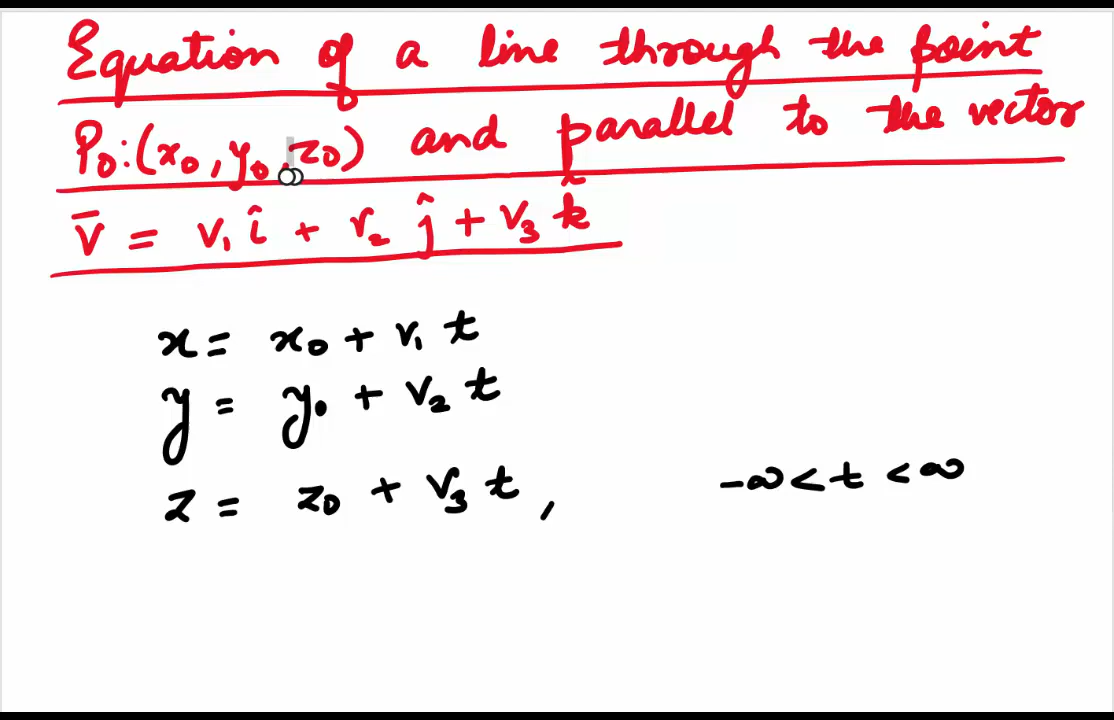 Equation of a line through the point
P₀:(x₀, y₀, z₀) and parallel to the vector
v̄ = v₁ î + v₂ ĵ + v₃ k̂
x = x₀ + v₁ t
y = y₀ + v₂ t
z = z₀ + v₃ t , -∞ < t < ∞